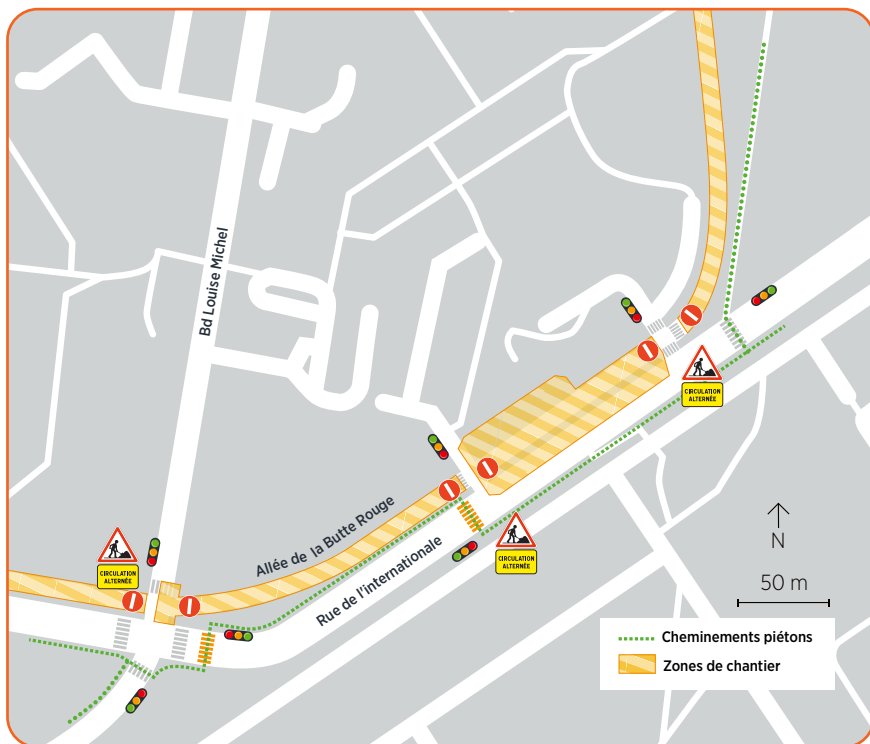 Bd Louise Michel
CIRCULATION
ALTERNÉE
Allée de la Butte Rouge
Rue de l'internationale
CIRCULATION
ALTERNÉE
CIRCULATION
ALTERNÉE
N
50 m
Cheminements piétons
Zones de chantier